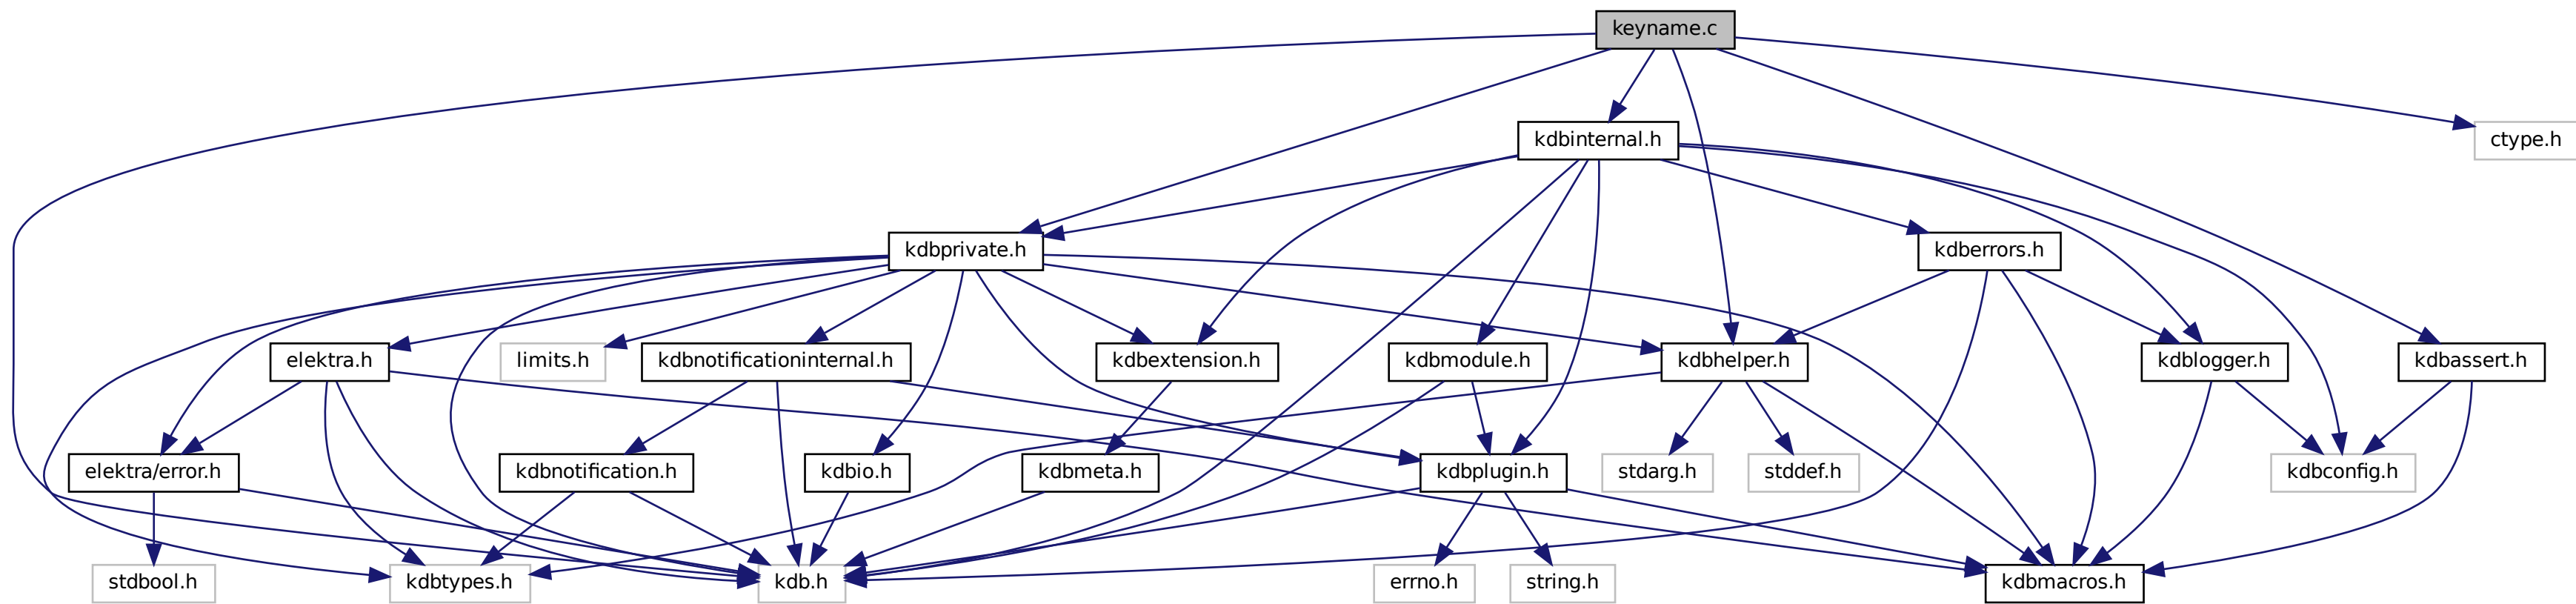 keyname.c
kdbinternal.h
ctype.h
kdbprivate.h
kdberrors.h
elektra.h
limits.h
kdbnotificationinternal.h
kdbextension.h
kdbmodule.h
kdbhelper.h
kdblogger.h
kdbassert.h
elektra/error.h
kdbnotification.h
kdbio.h
kdbmeta.h
kdbplugin.h
stdarg.h
stddef.h
kdbconfig.h
stdbool.h
kdbtypes.h
kdb.h
errno.h
string.h
kdbmacros.h